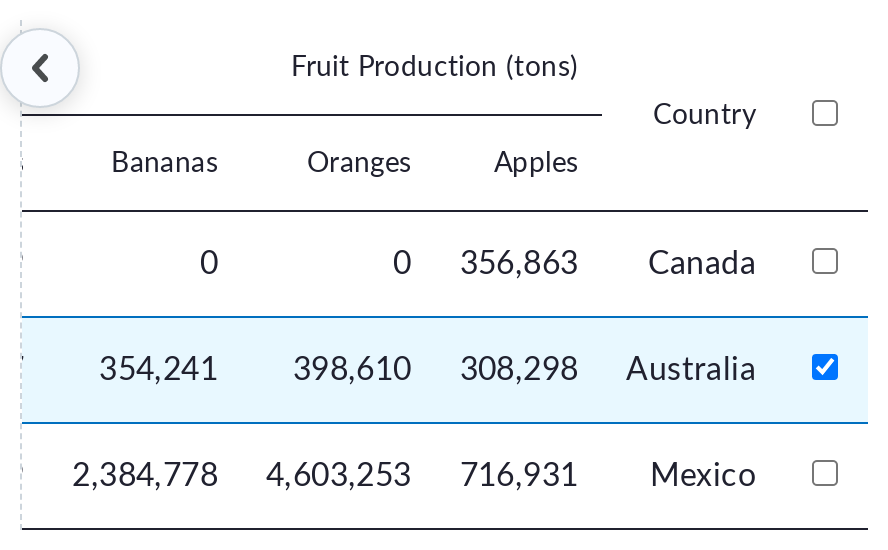 Fruit Production (tons)
Country
Bananas Oranges Apples
0 0 356,863 Canada
354,241 398,610 308,298 Australia
2,384,778 4,603,253 716,931 Mexico